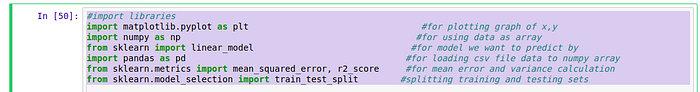 In [50]: #import libraries
import matplotlib.pyplot as plt #for plotting graph of x,y
import numpy as np #for using data as array
from sklearn import linear_model #for model we want to predict by
import pandas as pd #for loading csv file data to numpy array
from sklearn.metrics import mean_squared_error, r2_score #for mean error and variance calculation
from sklearn.model_selection import train_test_split #splitting training and testing sets